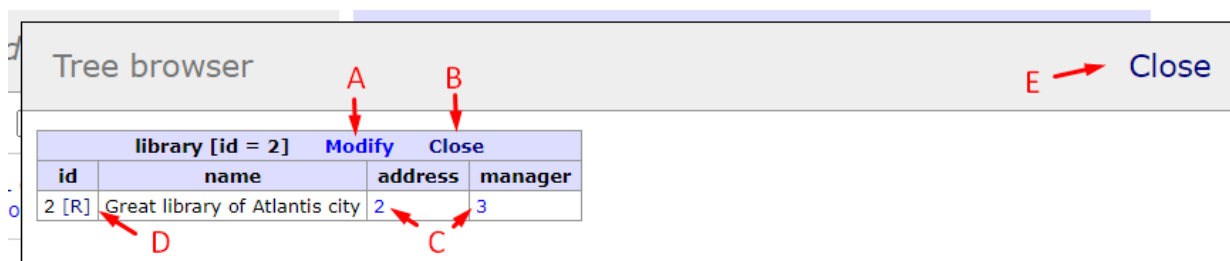 d
Tree browser
A
B
E
Close
library [id = 2] Modify Close
id name address manager
o
2 [R] Great library of Atlantis city 2 3
D
C